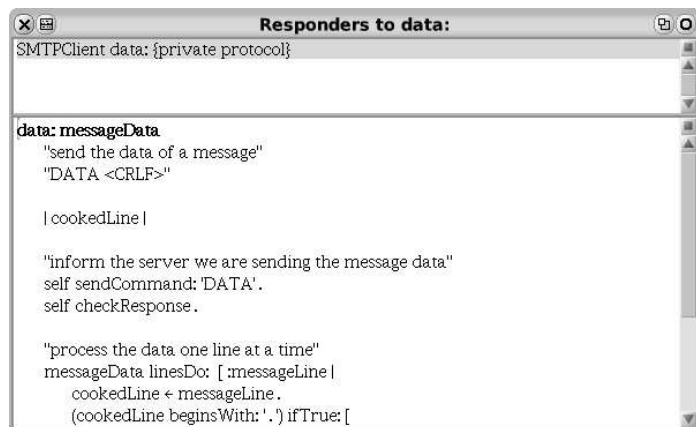 Responders to data:
SMTPClient data: {private protocol}
data: messageData
"send the data of a message"
"DATA <CRLF>"
| cookedLine |
"inform the server we are sending the message data"
self sendCommand: 'DATA'.
self checkResponse.
"process the data one line at a time"
messageData linesDo: [ :messageLine |
cookedLine ← messageLine.
(cookedLine beginsWith: '.') ifTrue: [